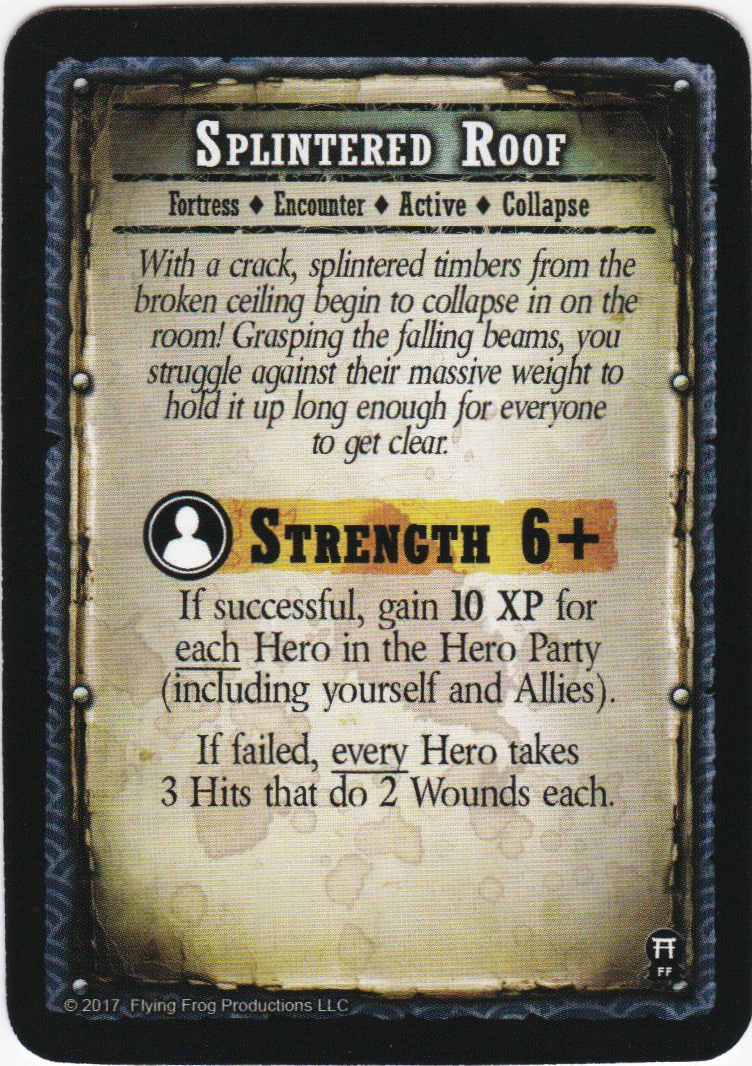 SPLINTERED ROOF
Fortress ♦ Encounter ♦ Active ♦ Collapse
With a crack, splintered timbers from the
broken ceiling begin to collapse in on the
room! Grasping the falling beams, you
struggle against their massive weight to
hold it up long enough for everyone
to get clear.
STRENGTH 6+
If successful, gain 10 XP for
each Hero in the Hero Party
(including yourself and Allies).
If failed, every Hero takes
3 Hits that do 2 Wounds each.
FF
© 2017 Flying Frog Productions LLC